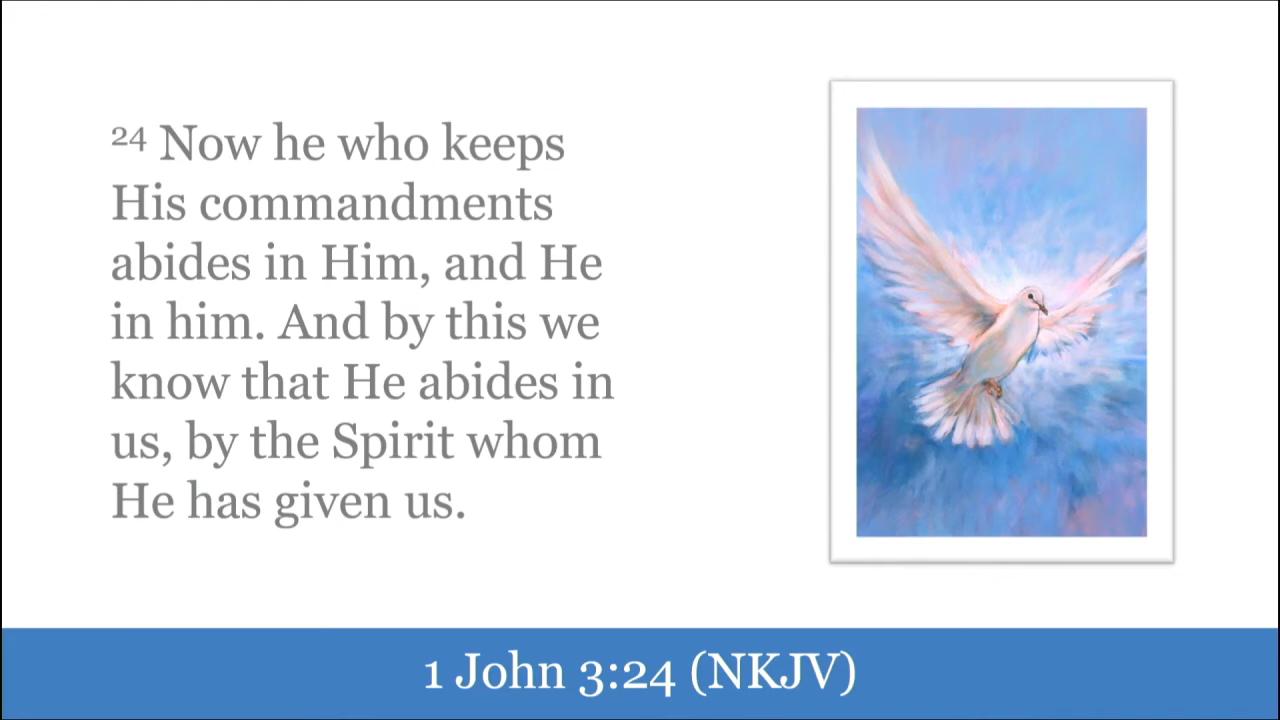 24 Now he who keeps
His commandments
abides in Him, and He
in him. And by this we
know that He abides in
us, by the Spirit whom
He has given us.
1 John 3:24 (NKJV)